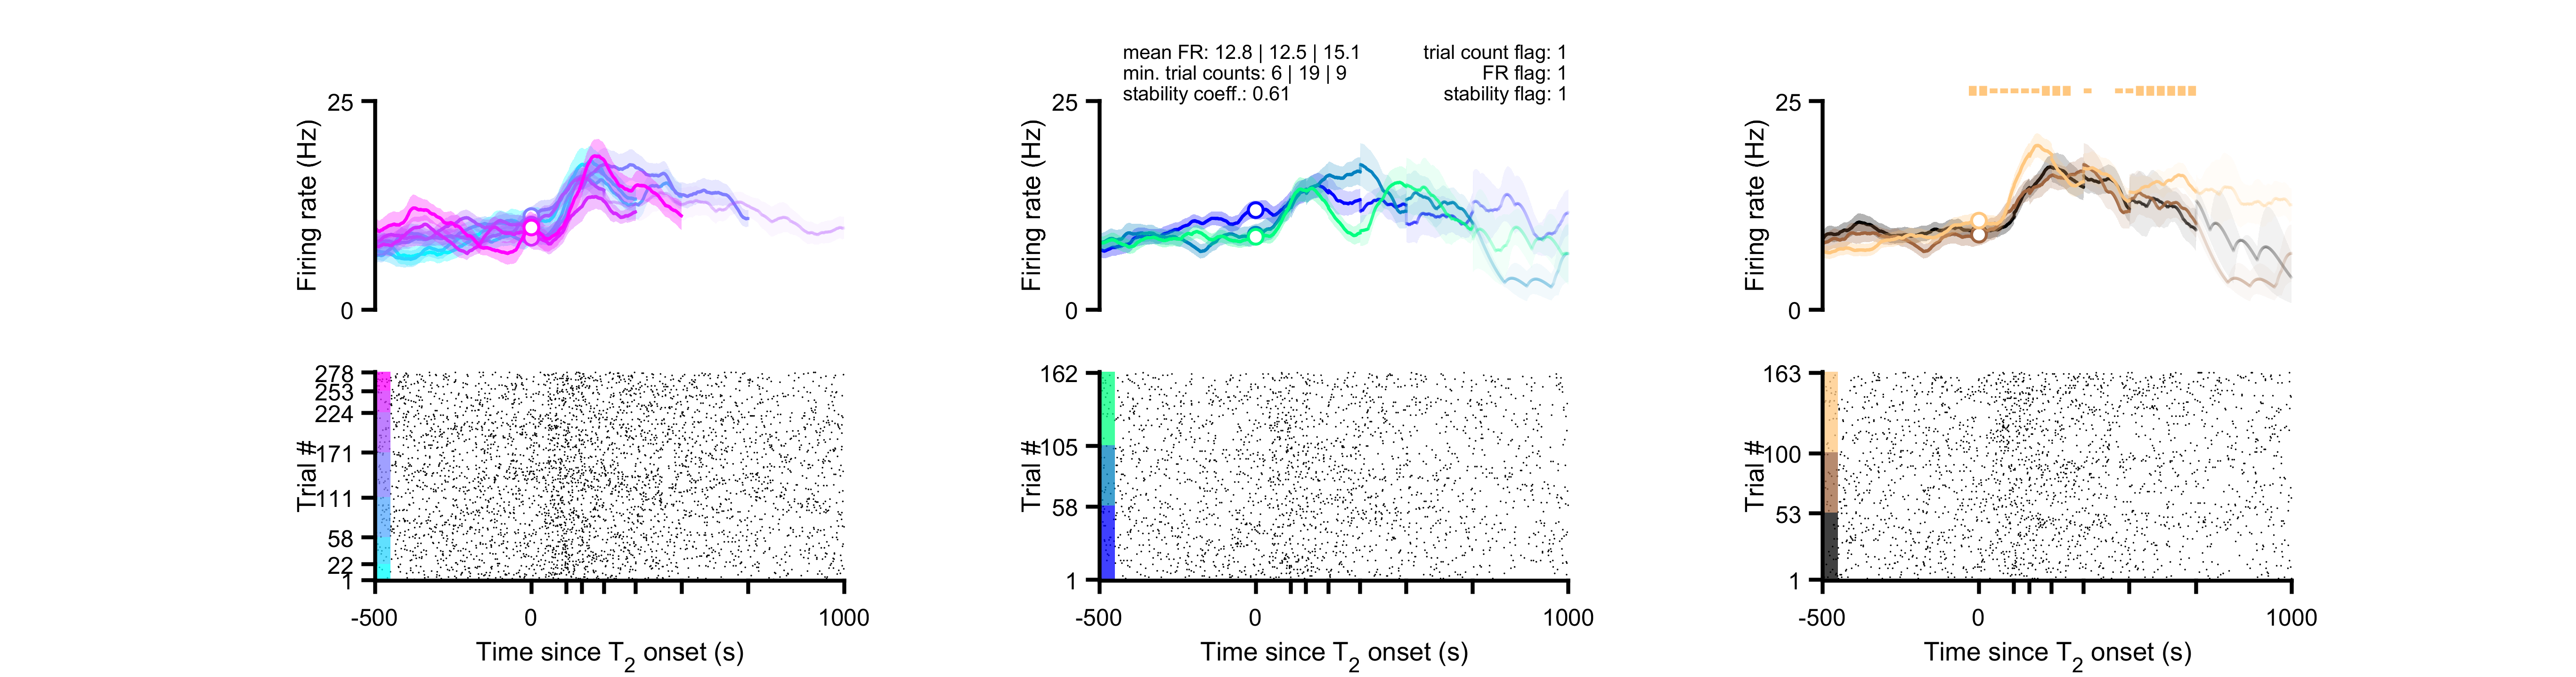 mean FR: 12.8 | 12.5 | 15.1
min. trial counts: 6 | 19 | 9
stability coeff.: 0.61
trial count flag: 1
FR flag: 1
stability flag: 1
25
Firing rate (Hz)
0
25
Firing rate (Hz)
0
25
Firing rate (Hz)
0
278
253
224
171
111
58
22
1
Trial #
-500
0
1000
Time since T2 onset (s)
162
105
58
1
Trial #
-500
0
1000
Time since T2 onset (s)
163
100
53
1
Trial #
-500
0
1000
Time since T2 onset (s)